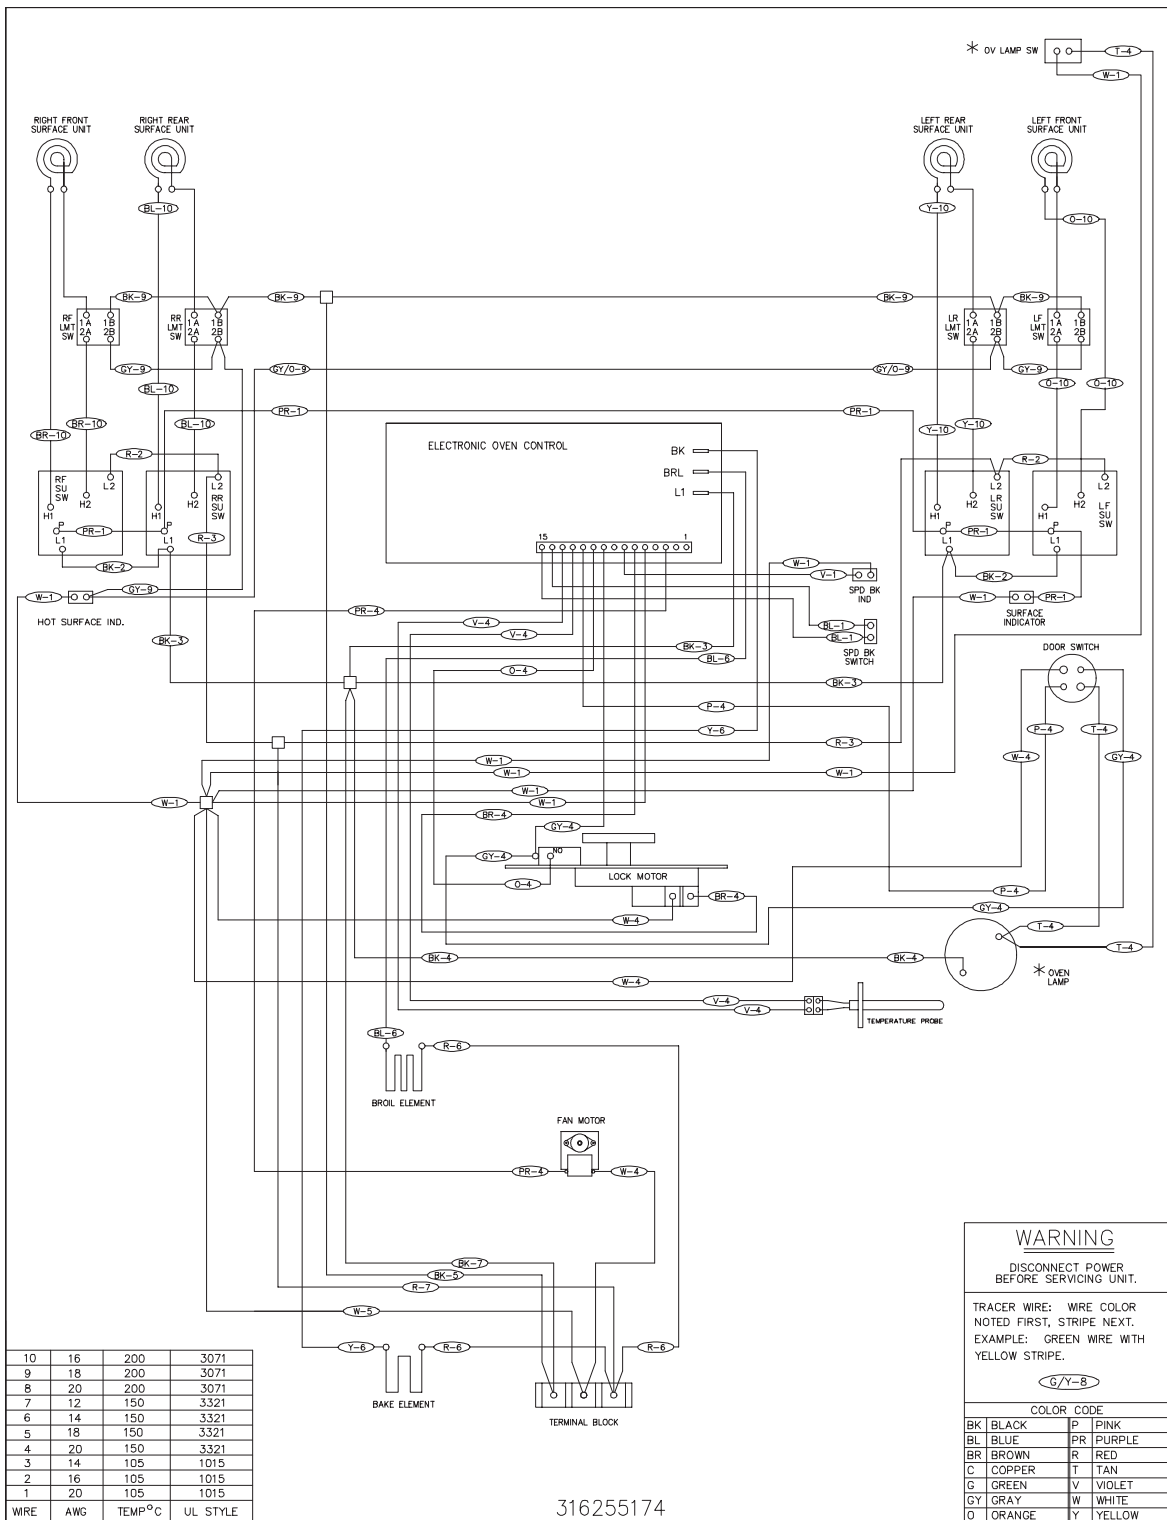 * OV LAMP SW
T-4
W-1
RIGHT FRONT
SURFACE UNIT
RIGHT REAR
SURFACE UNIT
LEFT REAR
SURFACE UNIT
LEFT FRONT
SURFACE UNIT
BL-10
Y-10
O-10
BK-9
BK-9
BK-9
BK-9
RF
LMT
SW
1A
2A
1B
2B
RR
LMT
SW
1A
2A
1B
2B
LR
LMT
SW
1A
2A
1B
2B
LF
LMT
SW
1A
2A
1B
2B
GY-9
GY/O-9
GY/O-9
GY-9
BL-10
O-10
O-10
PR-1
PR-1
BR-10
BR-10
BL-10
Y-10
Y-10
ELECTRONIC OVEN CONTROL
BK
BRL
L1
15
1
R-2
R-2
RF
SU
SW
L2
H1
H2
P
L1
PR-1
RR
SU
SW
L2
H1
H2
P
L1
R-3
BK-2
LR
SU
SW
L2
H1
H2
P
L1
PR-1
LF
SU
SW
L2
H1
H2
P
L1
BK-2
W-1
GY-9
HOT SURFACE IND.
W-1
V-1
SPD BK
IND
W-1
PR-1
SURFACE
INDICATOR
PR-4
V-4
V-4
BL-1
BL-1
SPD BK
SWITCH
BK-3
BK-3
BL-6
O-4
BK-3
DOOR SWITCH
P-4
Y-6
R-3
P-4
T-4
W-4
GY-4
W-1
W-1
W-1
W-1
W-1
W-1
BR-4
GY-4
GY-4
NO
LOCK MOTOR
O-4
BR-4
W-4
P-4
GY-4
T-4
T-4
BK-4
BK-4
* OVEN
LAMP
W-4
V-4
V-4
TEMPERATURE PROBE
BL-6
R-6
BROIL ELEMENT
FAN MOTOR
PR-4
W-4
BK-7
BK-5
R-7
W-5
Y-6
R-6
R-6
BAKE ELEMENT
TERMINAL BLOCK
WARNING
DISCONNECT POWER
BEFORE SERVICING UNIT.
TRACER WIRE: WIRE COLOR
NOTED FIRST, STRIPE NEXT.
EXAMPLE: GREEN WIRE WITH
YELLOW STRIPE.
G/Y-8
COLOR CODE
BK BLACK P PINK
BL BLUE PR PURPLE
BR BROWN R RED
C COPPER T TAN
G GREEN V VIOLET
GY GRAY W WHITE
O ORANGE Y YELLOW
10 16 200 3071
9 18 200 3071
8 20 200 3071
7 12 150 3321
6 14 150 3321
5 18 150 3321
4 20 150 3321
3 14 105 1015
2 16 105 1015
1 20 105 1015
WIRE AWG TEMP°C UL STYLE
316255174